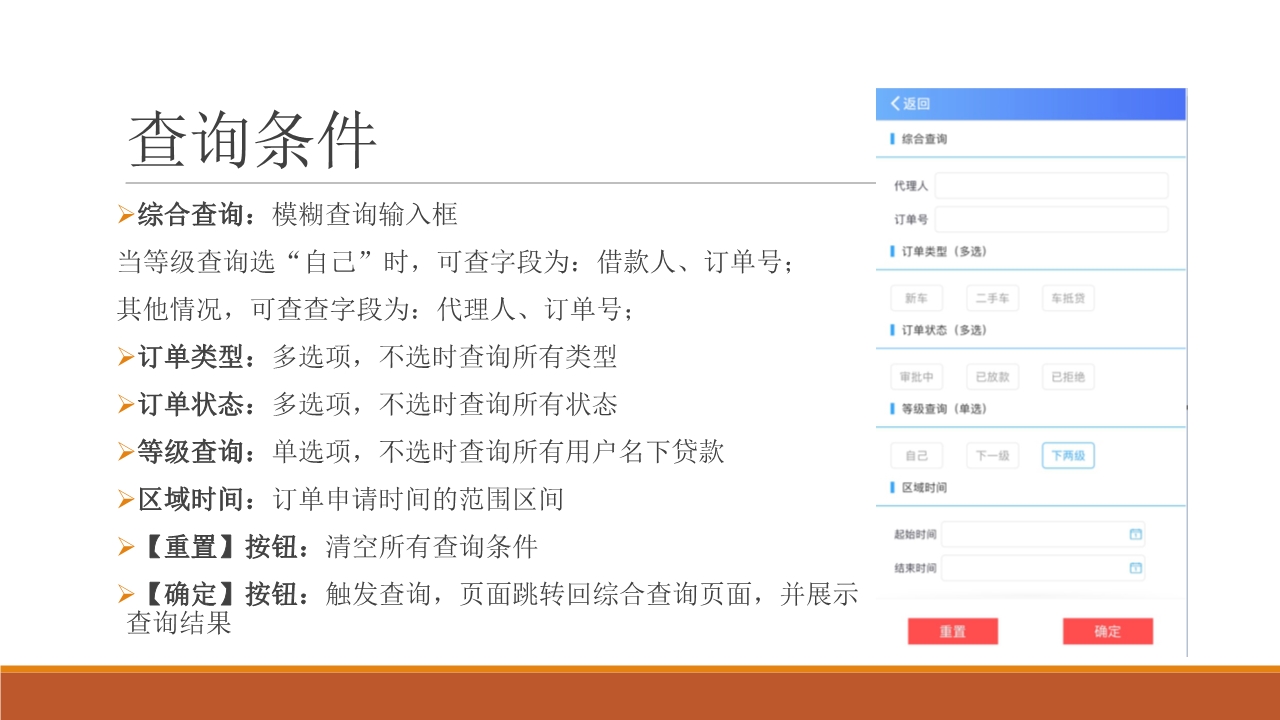 查询条件
综合查询：模糊查询输入框
当等级查询选“自己”时，可查字段为：借款人、订单号；
其他情况，可查查字段为：代理人、订单号；
订单类型：多选项，不选时查询所有类型
订单状态：多选项，不选时查询所有状态
等级查询：单选项，不选时查询所有用户名下贷款
区域时间：订单申请时间的范围区间
【重置】按钮：清空所有查询条件
【确定】按钮：触发查询，页面跳转回综合查询页面，并展示
查询结果
返回
综合查询
代理人
订单号
订单类型（多选）
新车 二手车 车抵贷
订单状态（多选）
审批中 已放款 已拒绝
等级查询（单选）
自己 下一级 下两级
区域时间
起始时间
结束时间
重置 确定